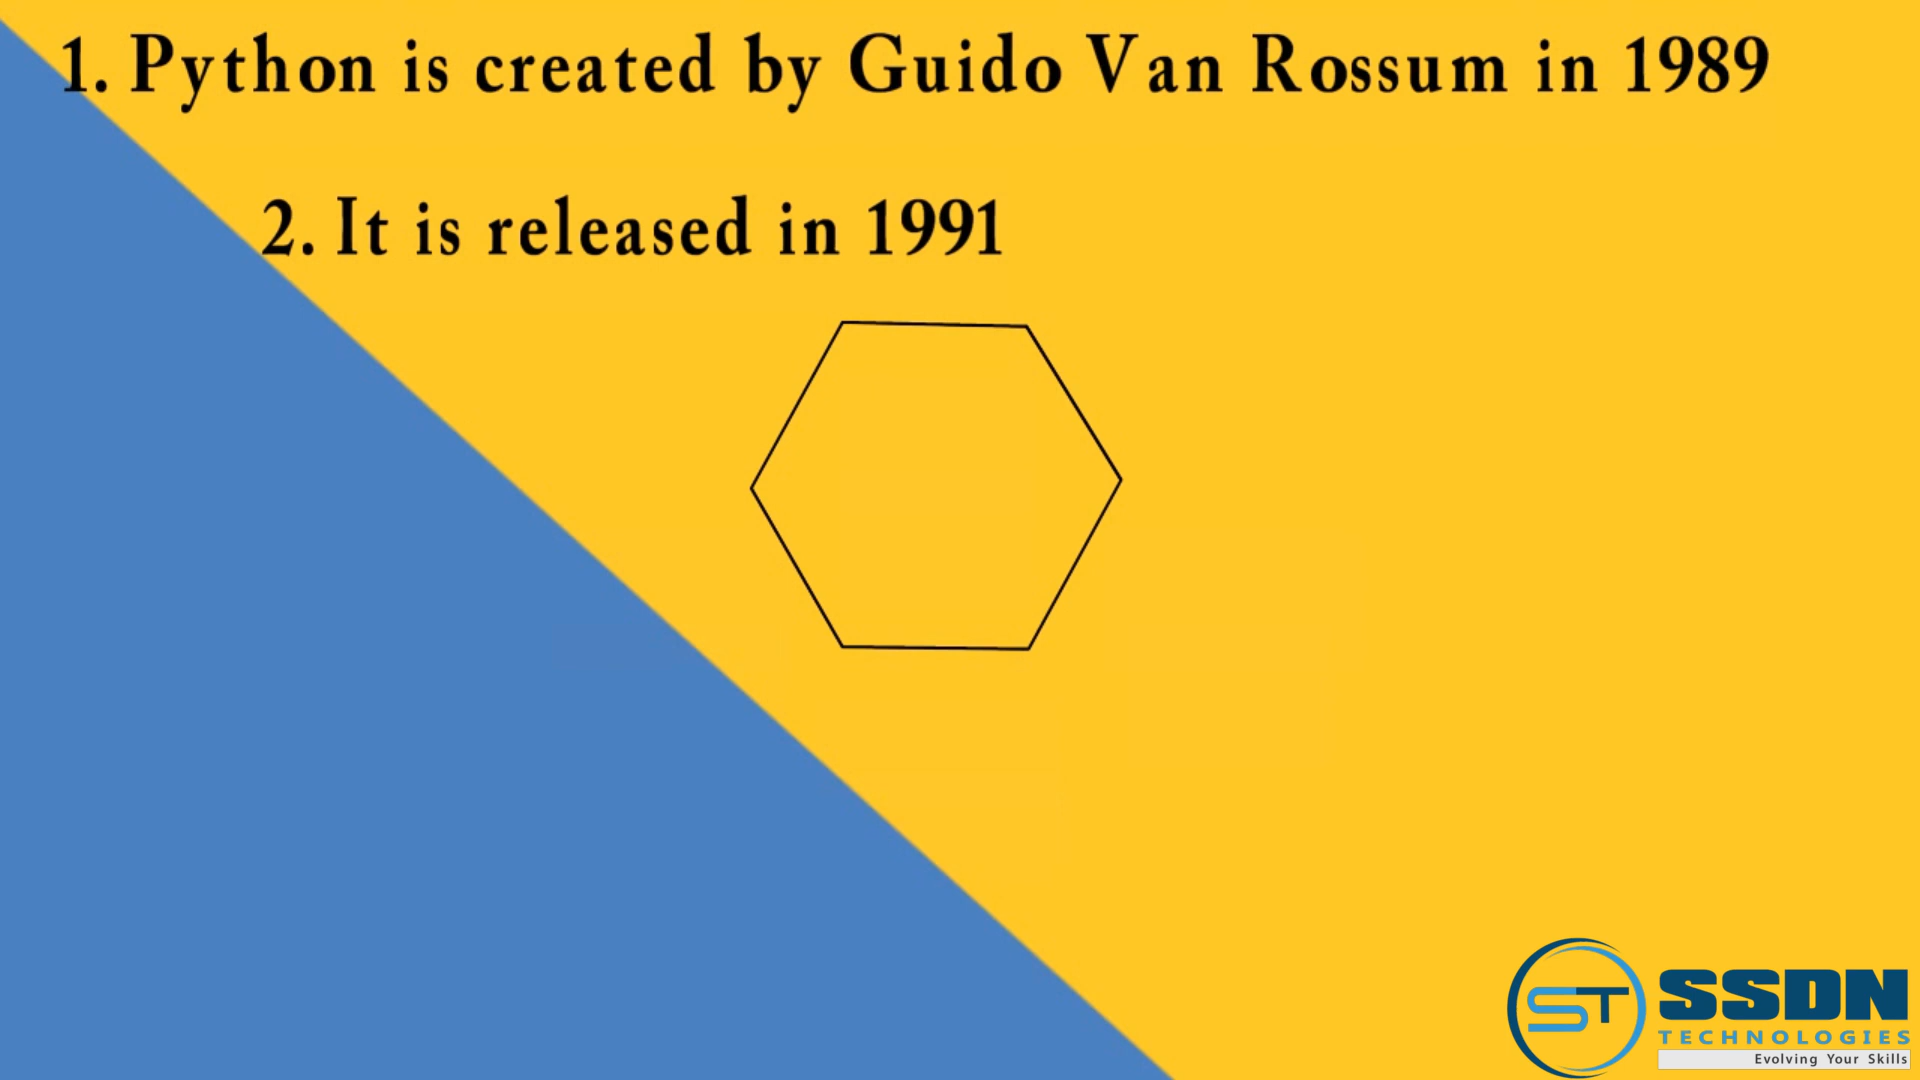 1. Python is created by Guido Van Rossum in 1989
2. It is released in 1991
ST
SSDN
TECHNOLOGIES
Evolving Your Skills